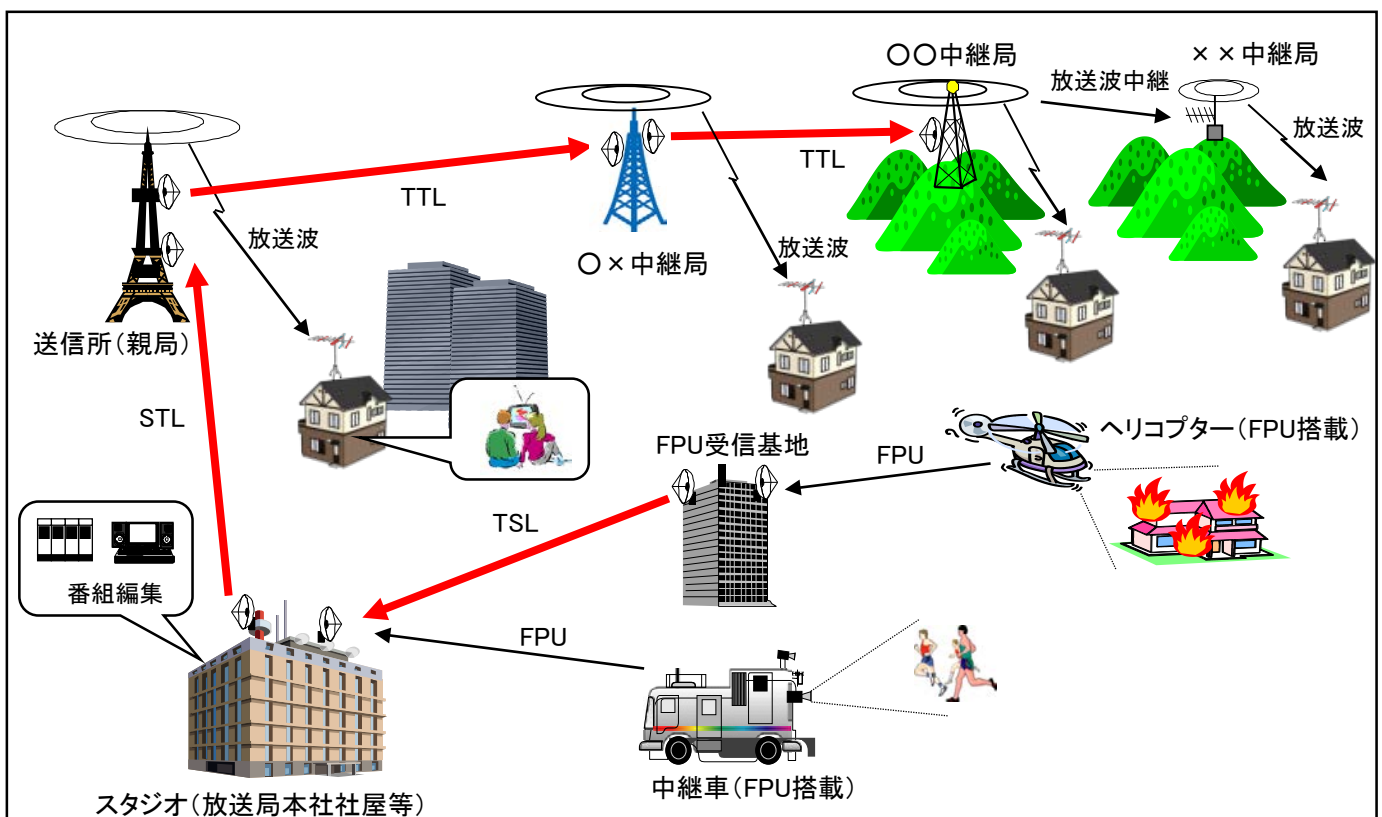 〇〇中継局
××中継局
放送波中継
放送波
TTL
TTL
放送波
〇×中継局
放送波
送信所(親局)
STL
FPU受信基地
FPU
ヘリコプター(FPU搭載)
TSL
番組編集
FPU
中継車(FPU搭載)
スタジオ(放送局本社社屋等)